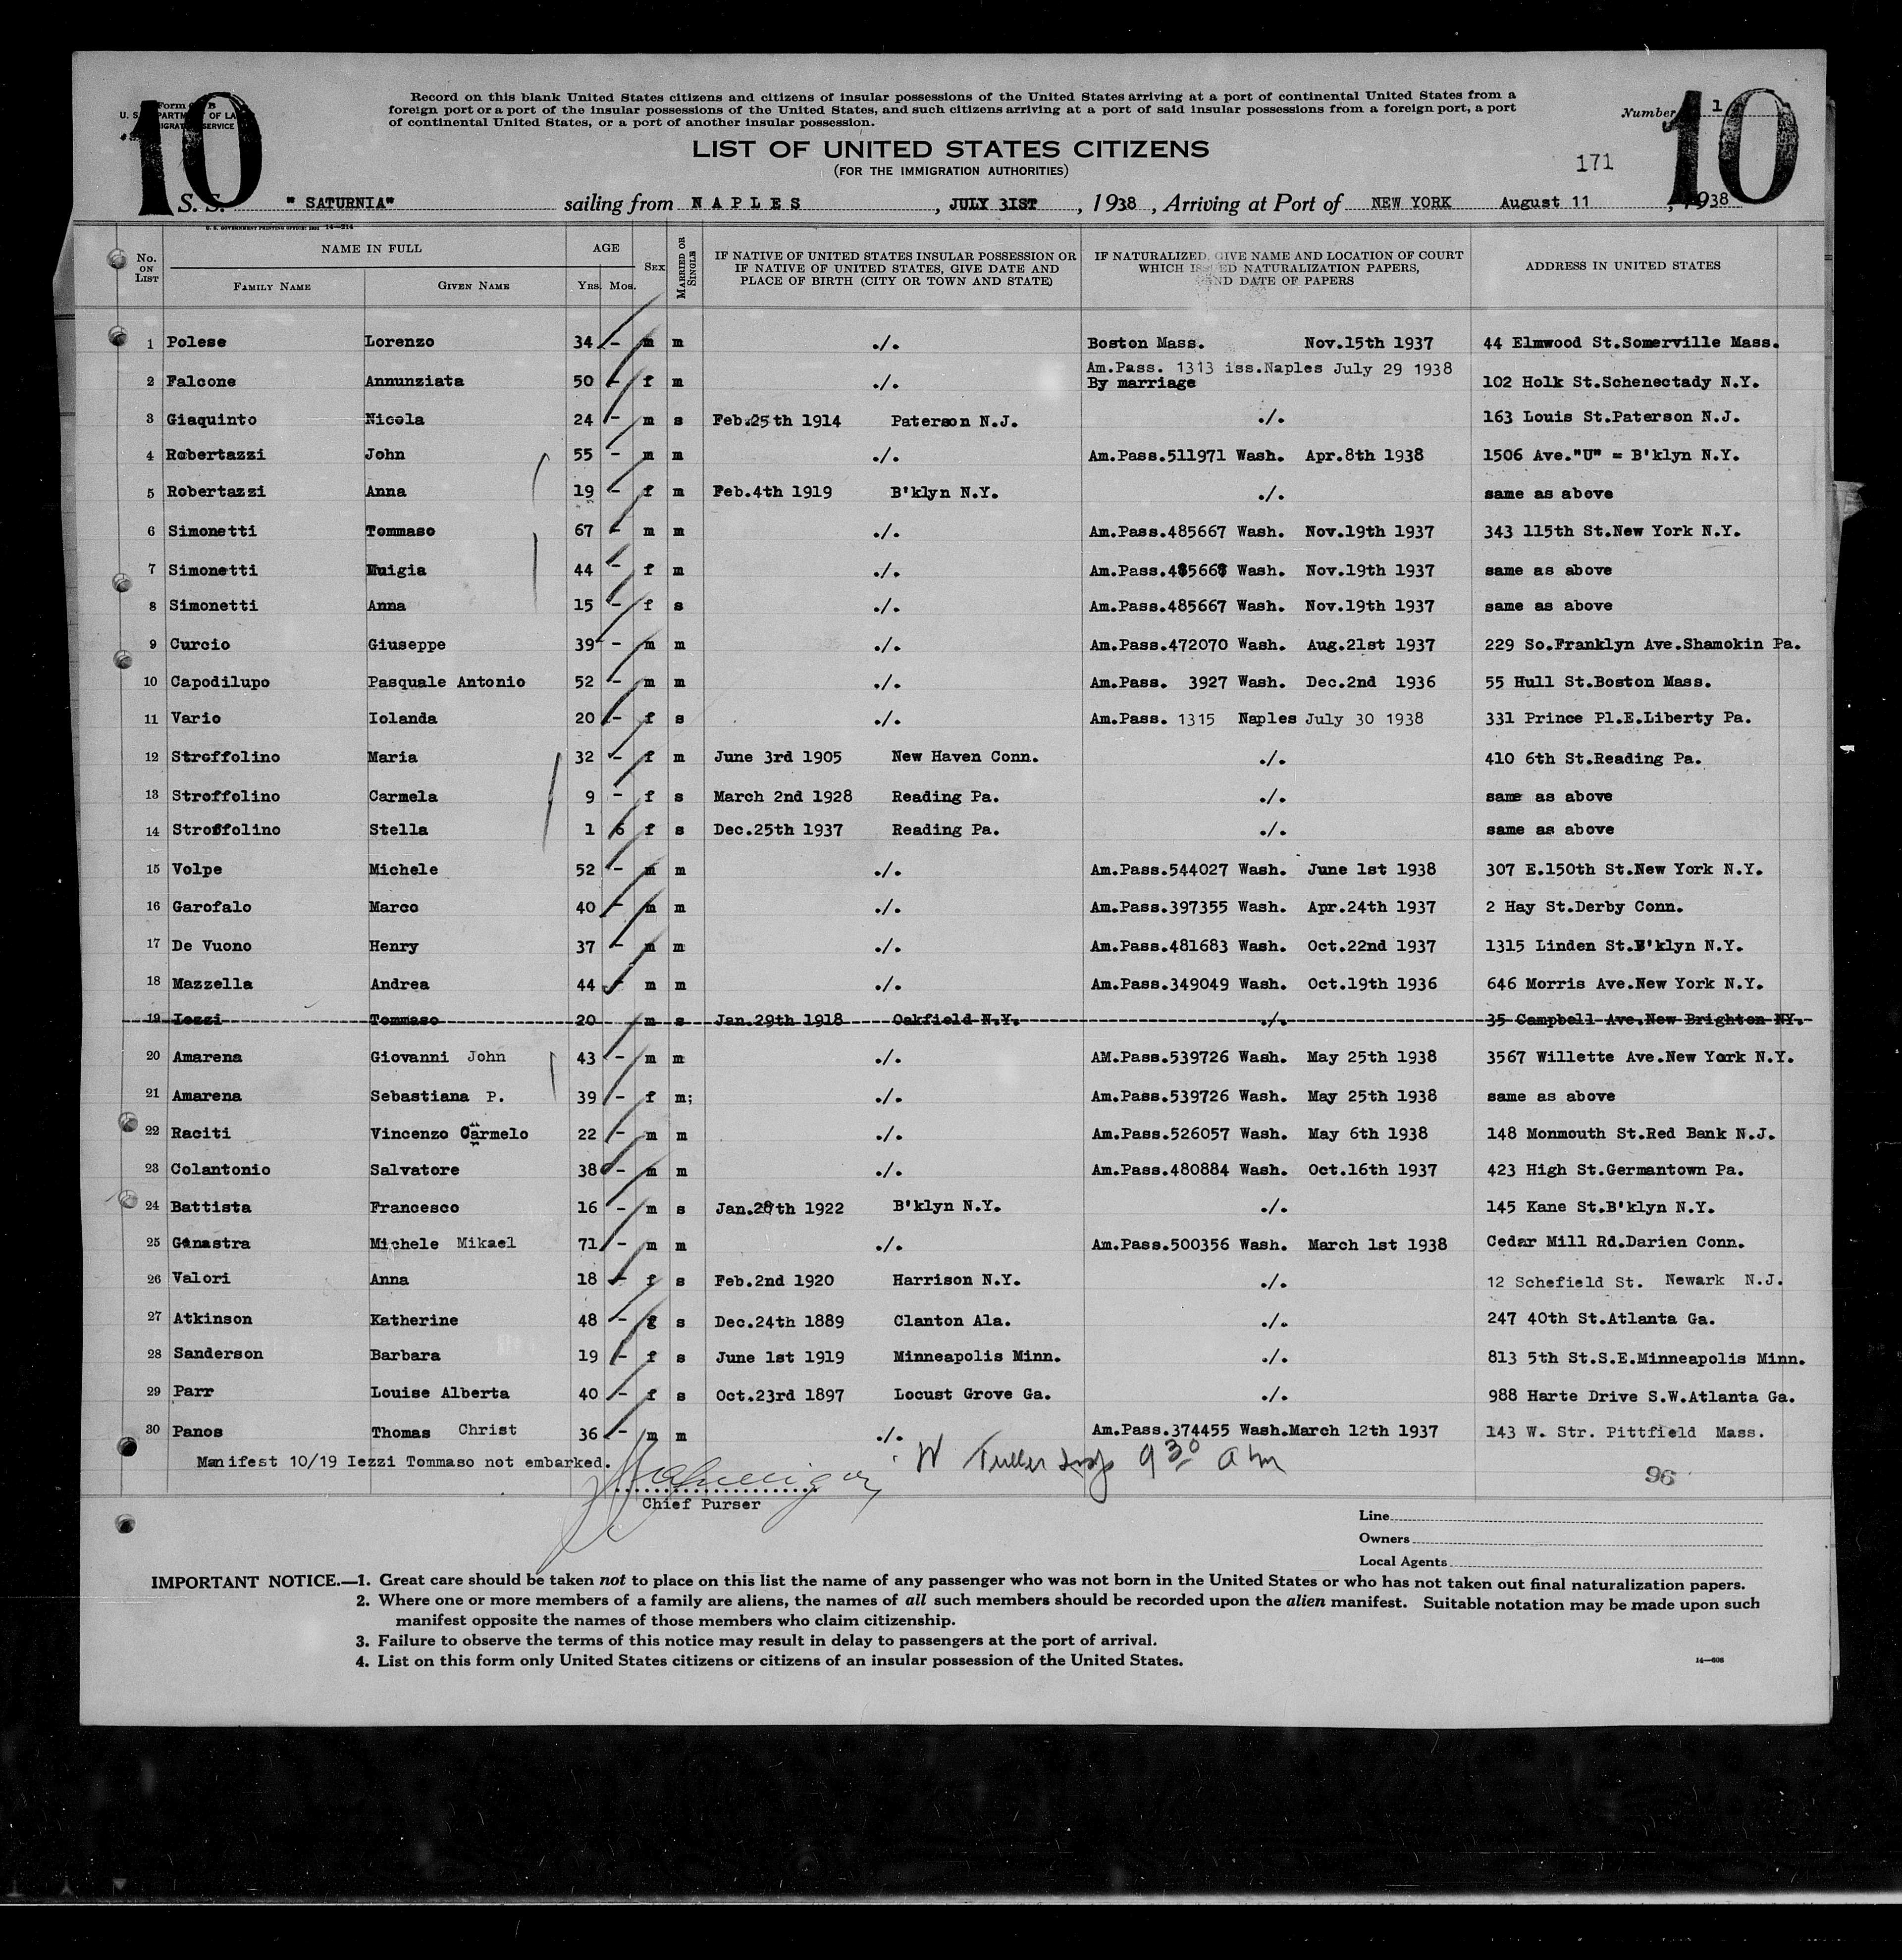 10
10
Record on this blank United States citizens and citizens of insular possessions of the United States arriving at a port of continental United States from a
foreign port or a port of the insular possessions of the United States, and such citizens arriving at a port of said insular possessions from a foreign port, a port
of continental United States, or a port of another insular possession.
Number 1
LIST OF UNITED STATES CITIZENS
(FOR THE IMMIGRATION AUTHORITIES)
171
S. S. "SATURNIA" sailing from NAPLES, JULY 31ST, 1938, Arriving at Port of NEW YORK August 11, 1938
U. S. GOVERNMENT PRINTING OFFICE: 14—214
No. ON LIST NAME IN FULL FAMILY NAME GIVEN NAME AGE Yrs. Mos. SEX MARRIED OR SINGLE IF NATIVE OF UNITED STATES INSULAR POSSESSION OR IF NATIVE OF UNITED STATES, GIVE DATE AND PLACE OF BIRTH (CITY OR TOWN AND STATE) IF NATURALIZED, GIVE NAME AND LOCATION OF COURT WHICH ISSUED NATURALIZATION PAPERS, AND DATE OF PAPERS ADDRESS IN UNITED STATES
1 Polese Lorenzo 34 - m m ./. Boston Mass. Nov.15th 1937 44 Elmwood St.Somerville Mass.
Am.Pass. 1313 iss.Naples July 29 1938
2 Falcone Annunziata 50 - f m ./. By marriage 102 Holk St.Schenectady N.Y.
3 Giaquinto Nicola 24 - m s Feb.25th 1914 Paterson N.J. ./. 163 Louis St.Paterson N.J.
4 Robertazzi John 55 - m m ./. Am.Pass.511971 Wash. Apr.8th 1938 1506 Ave."U" = B'klyn N.Y.
5 Robertazzi Anna 19 - f m Feb.4th 1919 B'klyn N.Y. ./. same as above
6 Simonetti Tommaso 67 - m m ./. Am.Pass.485667 Wash. Nov.19th 1937 343 115th St.New York N.Y.
7 Simonetti Muigia 44 - f m ./. Am.Pass.485668 Wash. Nov.19th 1937 same as above
8 Simonetti Anna 15 - f s ./. Am.Pass.485667 Wash. Nov.19th 1937 same as above
9 Curcio Giuseppe 39 - m m ./. Am.Pass.472070 Wash. Aug.21st 1937 229 So.Franklyn Ave.Shamokin Pa.
10 Capodilupo Pasquale Antonio 52 - m m ./. Am.Pass. 3927 Wash. Dec.2nd 1936 55 Hull St.Boston Mass.
11 Vario Iolanda 20 - f s ./. Am.Pass. 1315 Naples July 30 1938 331 Prince Pl.E.Liberty Pa.
12 Stroffolino Maria 32 - f m June 3rd 1905 New Haven Conn. ./. 410 6th St.Reading Pa.
13 Stroffolino Carmela 9 - f s March 2nd 1928 Reading Pa. ./. same as above
14 Stroffolino Stella 1 6 f s Dec.25th 1937 Reading Pa. ./. same as above
15 Volpe Michele 52 - m m ./. Am.Pass.544027 Wash. June 1st 1938 307 E.150th St.New York N.Y.
16 Garofalo Marco 40 - m m ./. Am.Pass.397355 Wash. Apr.24th 1937 2 Hay St.Derby Conn.
17 De Vuono Henry 37 - m m ./. Am.Pass.481683 Wash. Oct.22nd 1937 1315 Linden St.B'klyn N.Y.
18 Mazzella Andrea 44 - m m ./. Am.Pass.349049 Wash. Oct.19th 1936 646 Morris Ave.New York N.Y.
19 Iezzi Tommaso 20 m s Jan.29th 1918 Oakfield N.Y. ./. 35 Campbell Ave.New Brighton NY.
20 Amarena Giovanni John 43 - m m ./. AM.Pass.539726 Wash. May 25th 1938 3567 Willette Ave.New York N.Y.
21 Amarena Sebastiana P. 39 - f m; ./. Am.Pass.539726 Wash. May 25th 1938 same as above
22 Raciti Vincenzo Carmelo 22 - m m ./. Am.Pass.526057 Wash. May 6th 1938 148 Monmouth St.Red Bank N.J.
23 Colantonio Salvatore 38 - m m ./. Am.Pass.480884 Wash. Oct.16th 1937 423 High St.Germantown Pa.
24 Battista Francesco 16 - m s Jan.28th 1922 B'klyn N.Y. ./. 145 Kane St.B'klyn N.Y.
25 Ginastra Michele Mikael 71 - m m ./. Am.Pass.500356 Wash. March 1st 1938 Cedar Mill Rd.Darien Conn.
26 Valori Anna 18 - f s Feb.2nd 1920 Harrison N.Y. ./. 12 Schefield St. Newark N.J.
27 Atkinson Katherine 48 - f s Dec.24th 1889 Clanton Ala. ./. 247 40th St.Atlanta Ga.
28 Sanderson Barbara 19 - f s June 1st 1919 Minneapolis Minn. ./. 813 5th St.S.E.Minneapolis Minn.
29 Parr Louise Alberta 40 - f s Oct.23rd 1897 Locust Grove Ga. ./. 988 Harte Drive S.W.Atlanta Ga.
30 Panos Thomas Christ 36 - m m ./. Am.Pass.374455 Wash.March 12th 1937 143 W. Str. Pittfield Mass.
Manifest 10/19 Iezzi Tommaso not embarked.
W Tuller Insp 9 30 am
96
Chief Purser
Line
Owners
Local Agents
IMPORTANT NOTICE.—1. Great care should be taken not to place on this list the name of any passenger who was not born in the United States or who has not taken out final naturalization papers.
2. Where one or more members of a family are aliens, the names of all such members should be recorded upon the alien manifest. Suitable notation may be made upon such
manifest opposite the names of those members who claim citizenship.
3. Failure to observe the terms of this notice may result in delay to passengers at the port of arrival.
4. List on this form only United States citizens or citizens of an insular possession of the United States.
14—608